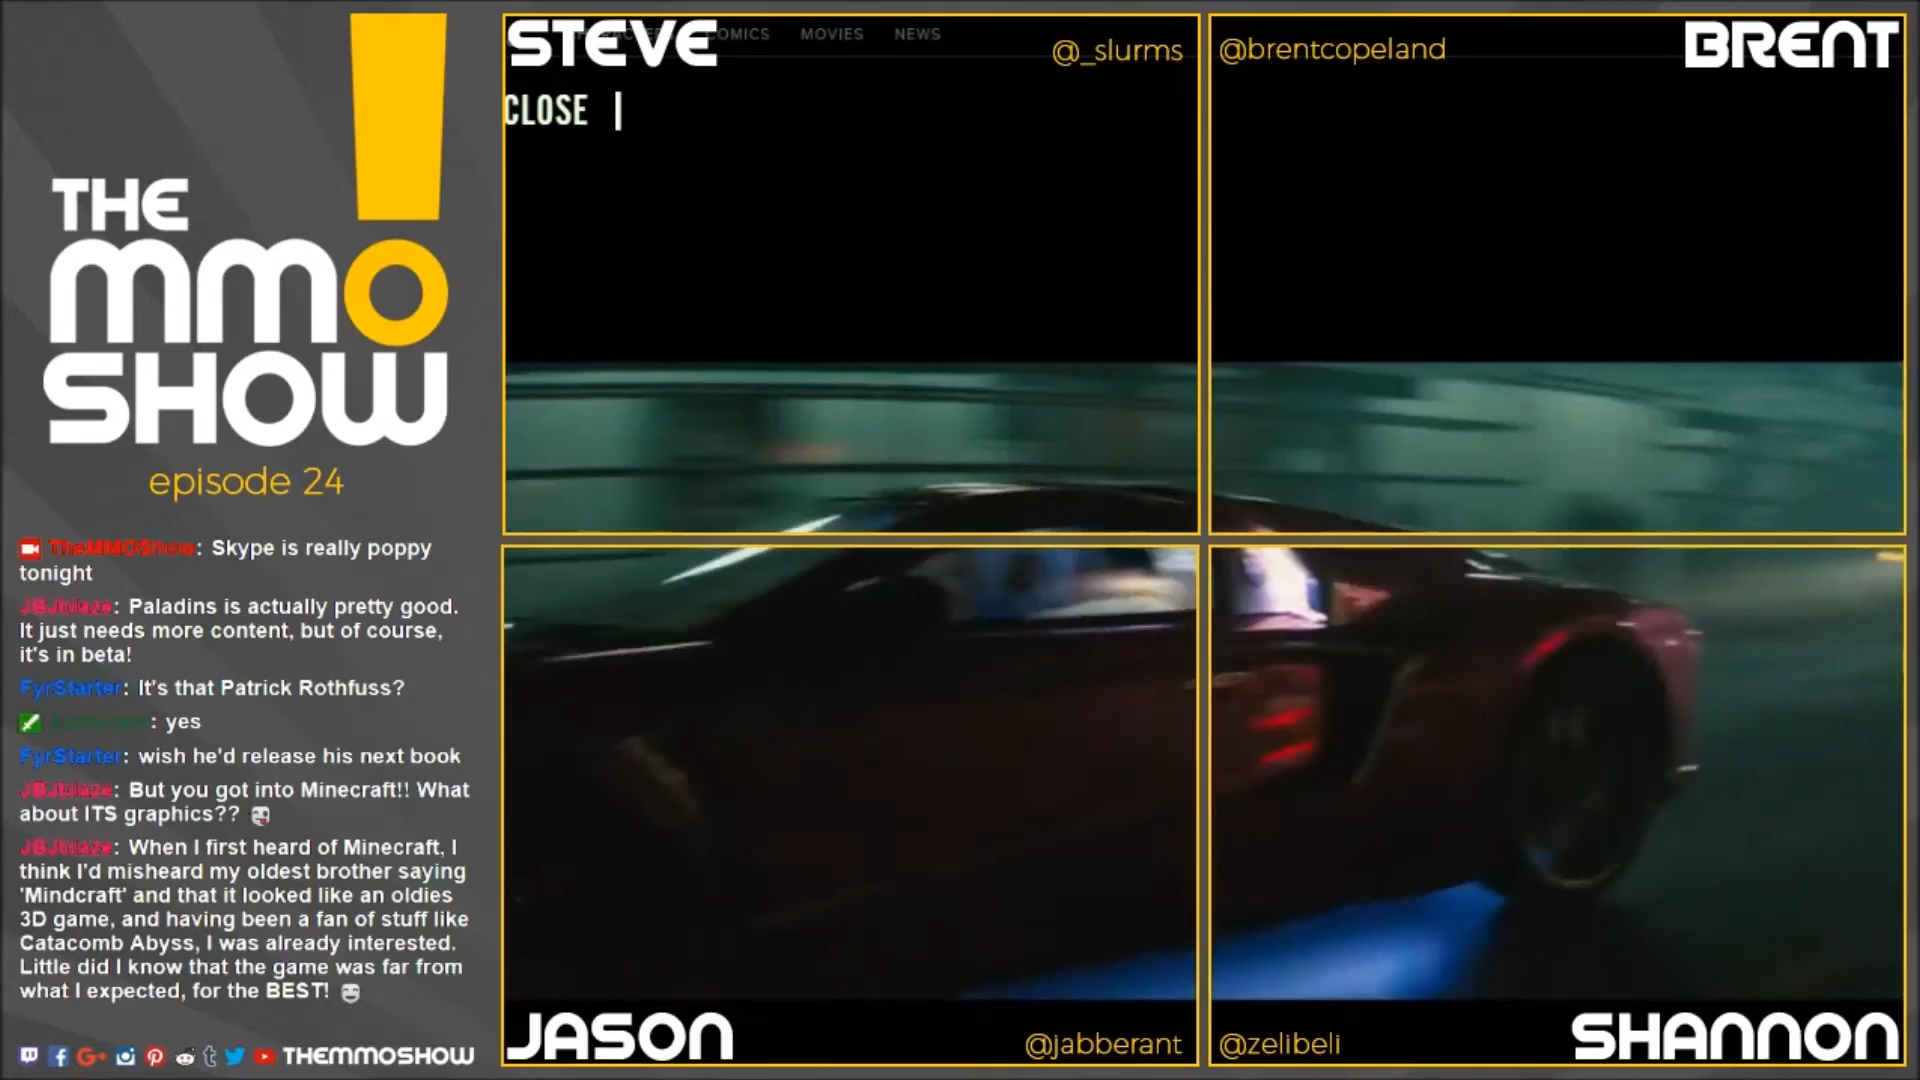 THE
mmo
SHOW
episode 24
TheMMOShow: Skype is really poppy
tonight
JBJblaze: Paladins is actually pretty good.
It just needs more content, but of course,
it's in beta!
FyrStarter: It's that Patrick Rothfuss?
: yes
FyrStarter: wish he'd release his next book
JBJblaze: But you got into Minecraft!! What
about ITS graphics??
JBJblaze: When I first heard of Minecraft, I
think I'd misheard my oldest brother saying
'Mindcraft' and that it looked like an oldies
3D game, and having been a fan of stuff like
Catacomb Abyss, I was already interested.
Little did I know that the game was far from
what I expected, for the BEST!
THEMMOSHOW
STEVE
COMICS MOVIES NEWS
@_slurms
CLOSE |
@brentcopeland
BRENT
JASON
@jabberant
@zelibeli
SHANNON